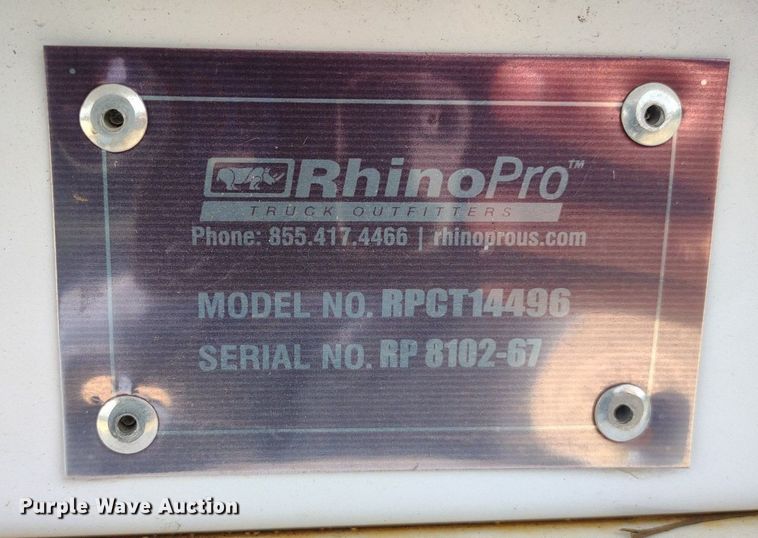 RhinoPro™
TRUCK OUTFITTERS
Phone: 855.417.4466 | rhinoprous.com
MODEL NO. RPCT14496
SERIAL NO. RP 8102-67
Purple Wave Auction